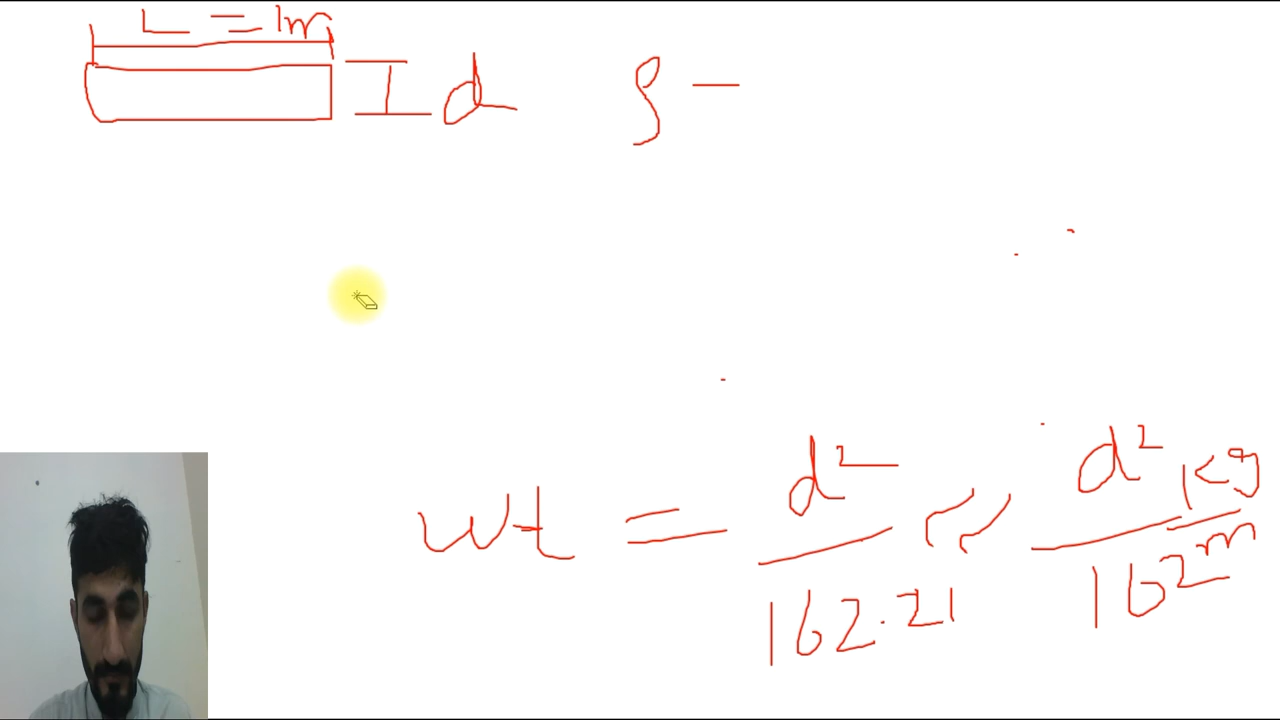 L = 1m
d ρ -
wt = d² / 162.21 ≈ d² / 162 kg / m